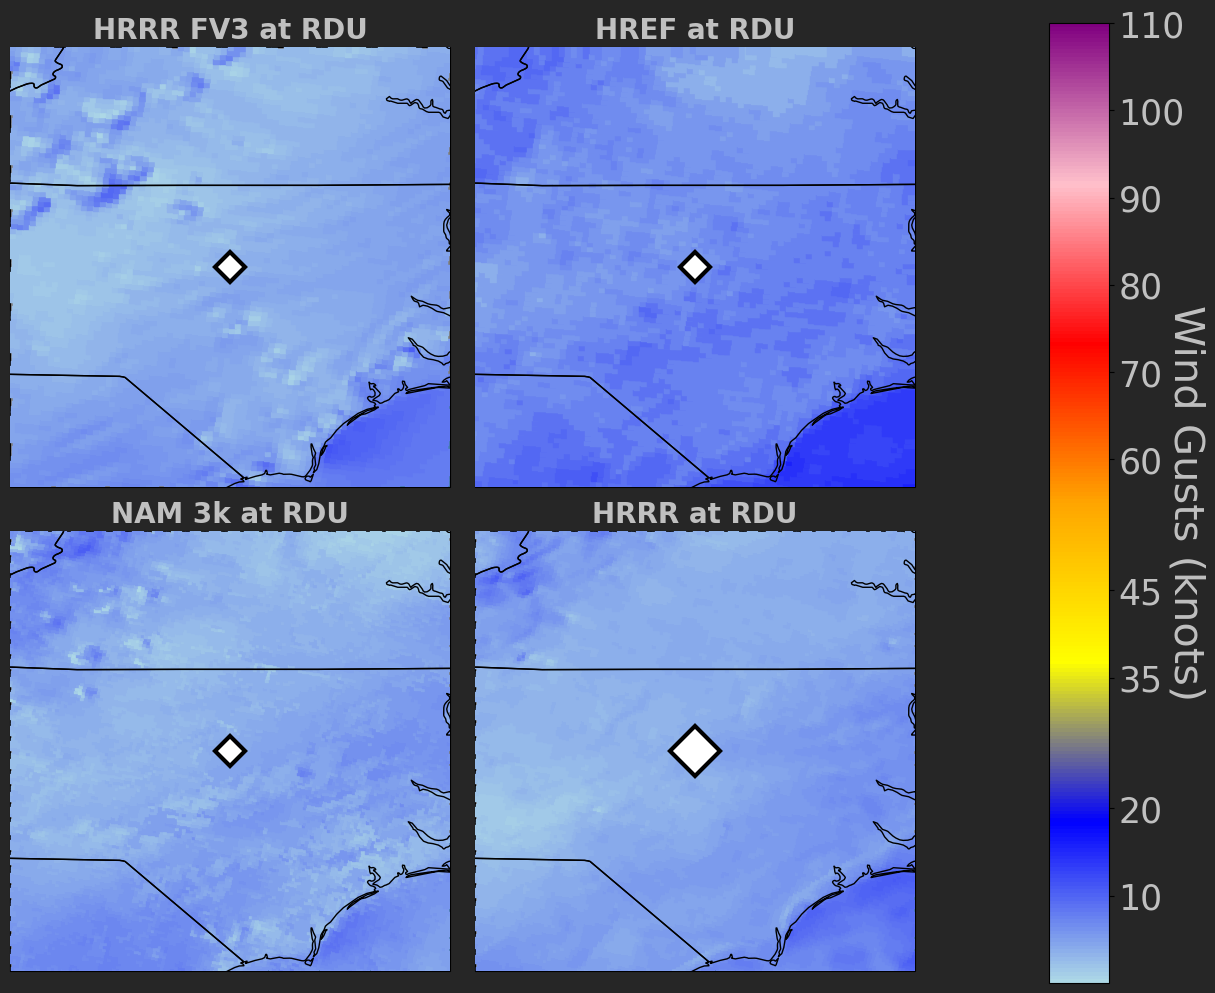 HRRR FV3 at RDU
HREF at RDU
NAM 3k at RDU
HRRR at RDU
110
100
90
80
70
60
45
35
20
10
Wind Gusts (knots)